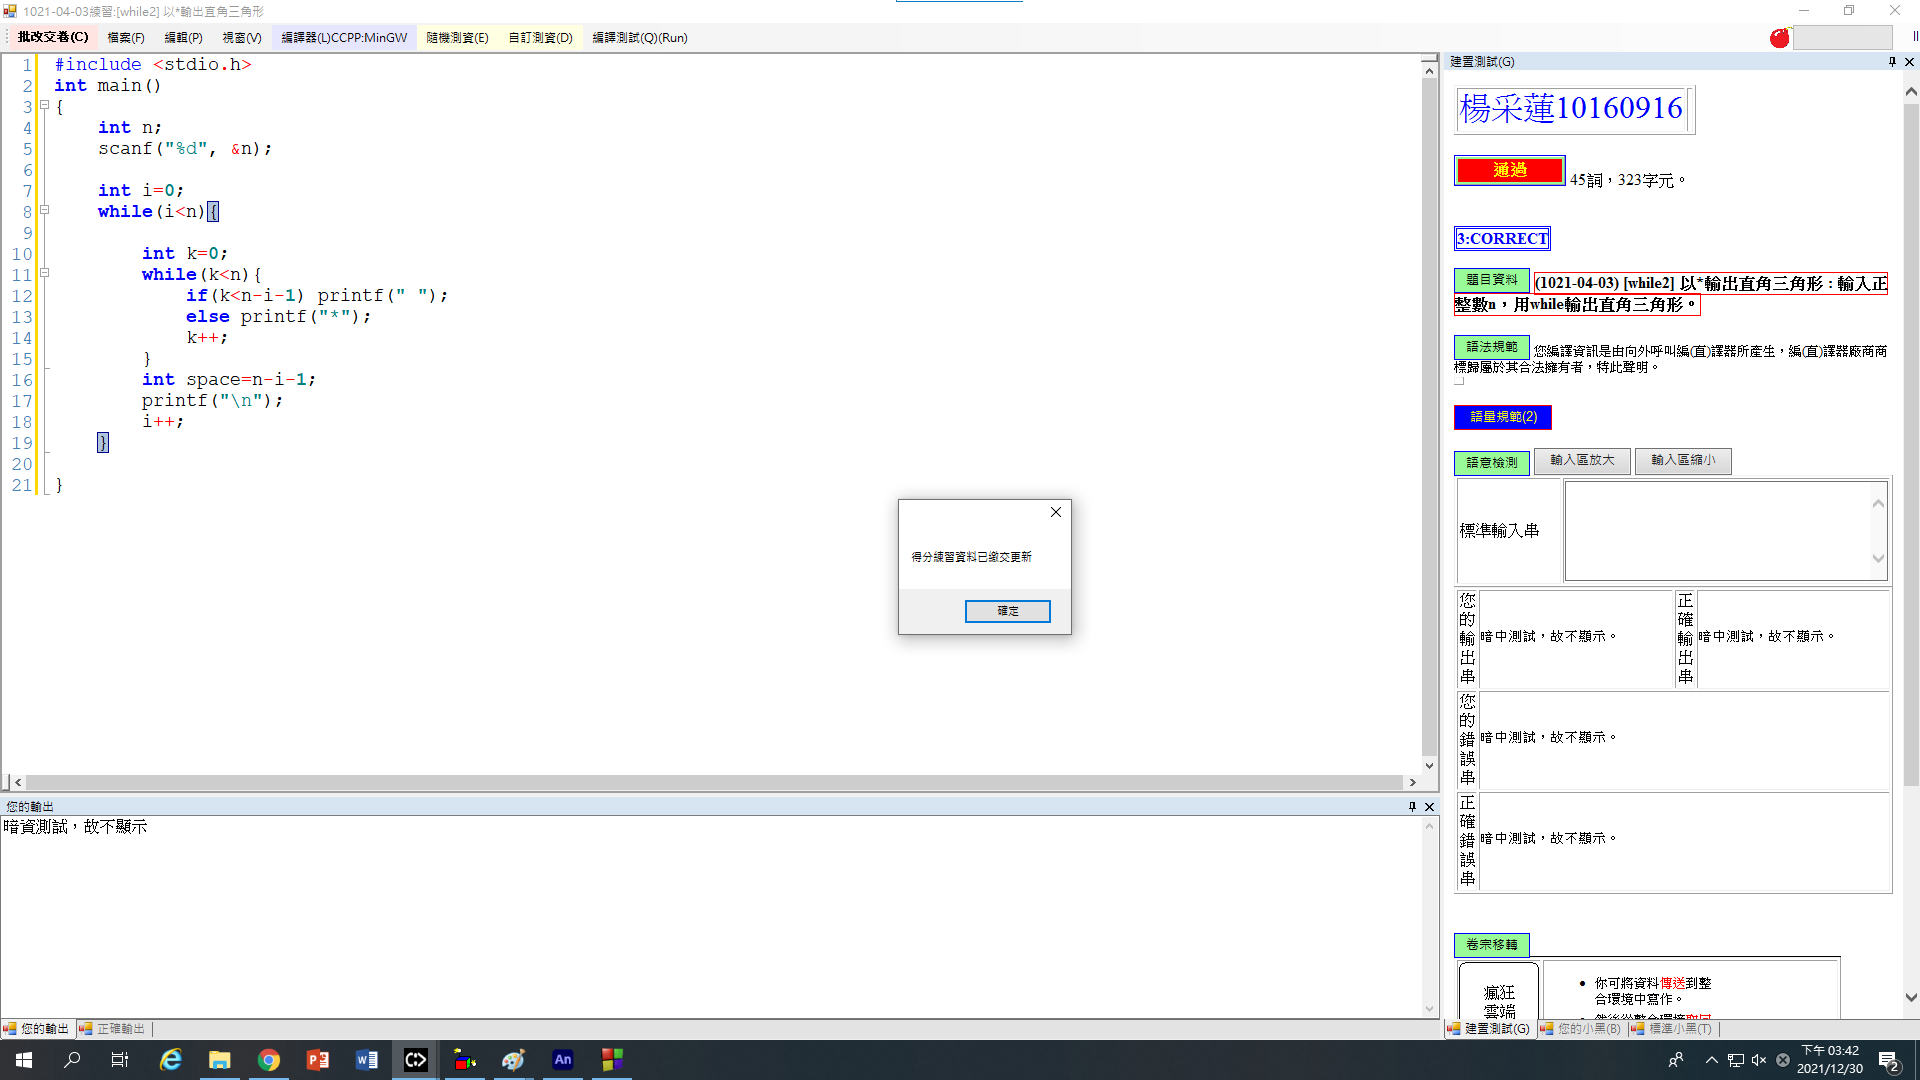 1021-04-03練習:[while2] 以*輸出直角三角形
批改交卷(C) 檔案(F) 編輯(P) 視窗(V) 編譯器(L)CCPP:MinGW 隨機測資(E) 自訂測資(D) 編譯測試(Q)(Run)
1 #include <stdio.h>
2 int main()
3 {
4 int n;
5 scanf("%d", &n);
6
7 int i=0;
8 while(i<n){
9
10 int k=0;
11 while(k<n){
12 if(k<n-i-1) printf(" ");
13 else printf("*");
14 k++;
15 }
16 int space=n-i-1;
17 printf("\n");
18 i++;
19 }
20
21 }
得分練習資料已繳交更新
確定
您的輸出
暗資測試，故不顯示
您的輸出 正確輸出
建置測試(G)
楊采蓮10160916
通過 45詞，323字元。
3:CORRECT
題目資料 (1021-04-03) [while2] 以*輸出直角三角形：輸入正
整數n，用while輸出直角三角形。
語法規範 您編譯資訊是由向外呼叫編(直)譯器所產生，編(直)譯器廠商商
標歸屬於其合法擁有者，特此聲明。
語量規範(2)
語意檢測 輸入區放大 輸入區縮小
標準輸入串
您的輸出串 暗中測試，故不顯示。 正確輸出串 暗中測試，故不顯示。
您的錯誤串 暗中測試，故不顯示。
正確錯誤串 暗中測試，故不顯示。
卷宗移轉
瘋狂
雲端
你可將資料傳送到整
合環境中寫作。
建置測試(G) 您的小黑(B) 標準小黑(T)
An
下午 03:42
2021/12/30
2